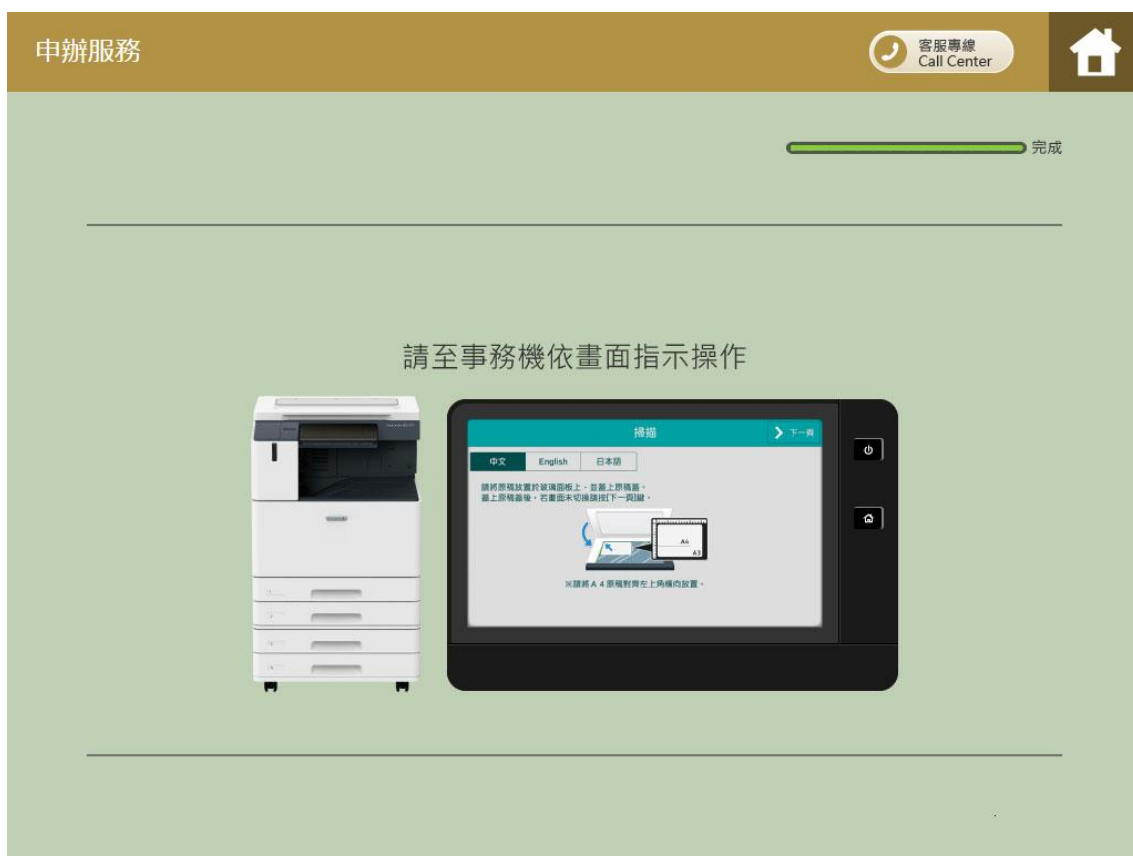 申辦服務
客服專線
Call Center
完成
請至事務機依畫面指示操作
掃描
下一頁
中文
English
日本語
請將原稿放置於玻璃面板上，並蓋上原稿蓋。
蓋上原稿蓋後，若畫面未切換請按[下一頁]鍵。
A4
A3
※請將A4原稿對齊左上角橫向放置。